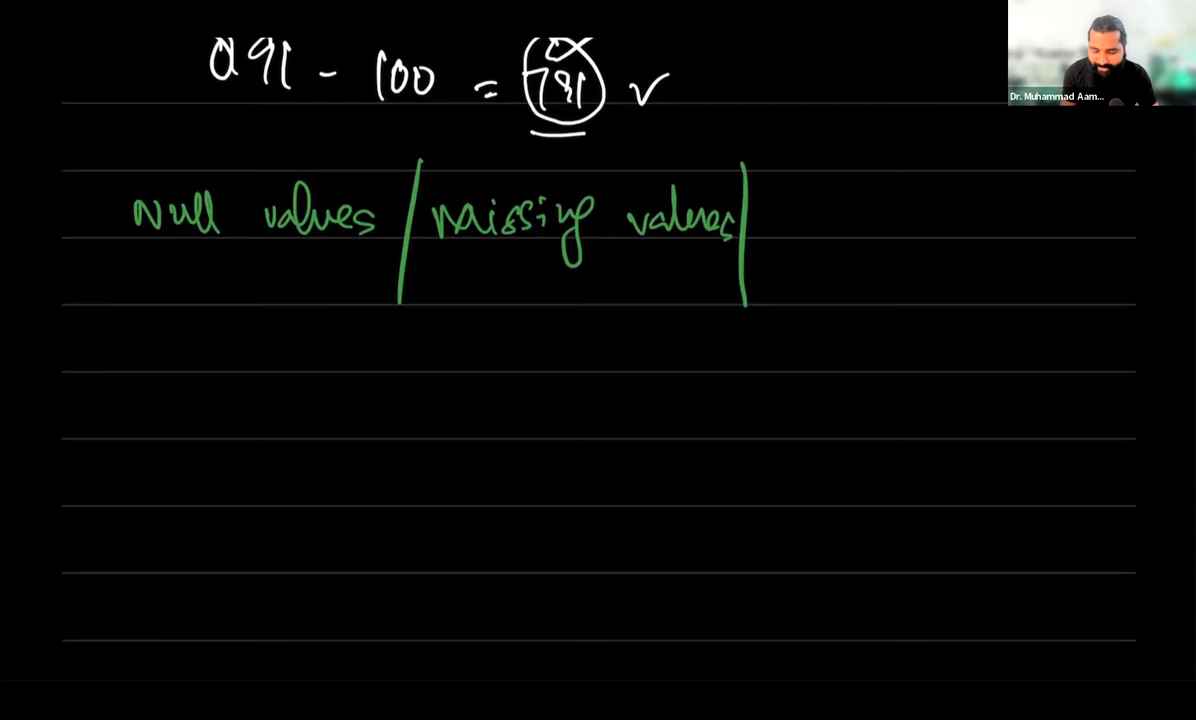 891 - 100 = 791 ✓
Null values / missing values |
Dr. Muhammad Aam...